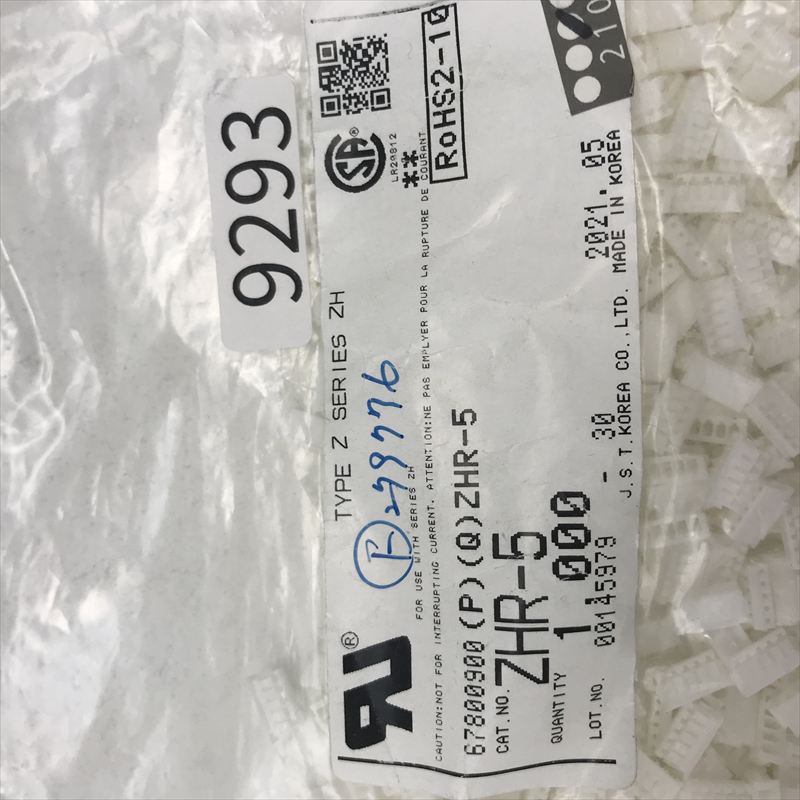 9293
TYPE Z SERIES ZH
299776
FOR USE WITH SERIES ZH
CAUTION:NOT FOR INTERRUPTING CURRENT. ATTENTION:NE PAS EMPLYER POUR LA RUPTURE DE COURANT
LR20812
**
RoHS2-10
67800900(P)(Q)ZHR-5
CAT.NO. ZHR-5
QUANTITY 1,000
LOT.NO. 00145979 - 30 2021.05
J.S.T.KOREA CO.,LTD. MADE IN KOREA
210